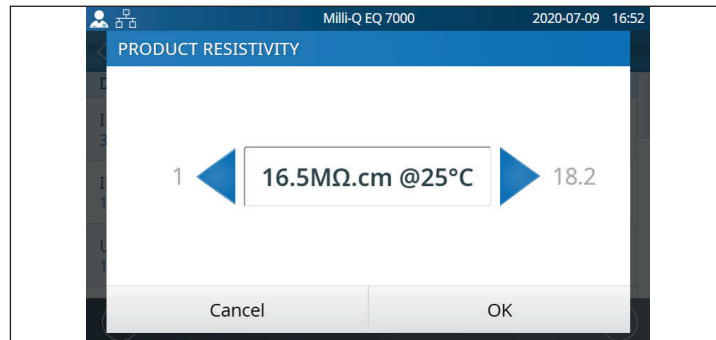 Milli-Q EQ 7000 2020-07-09 16:52
PRODUCT RESISTIVITY
1 16.5MΩ.cm @25°C 18.2
Cancel OK